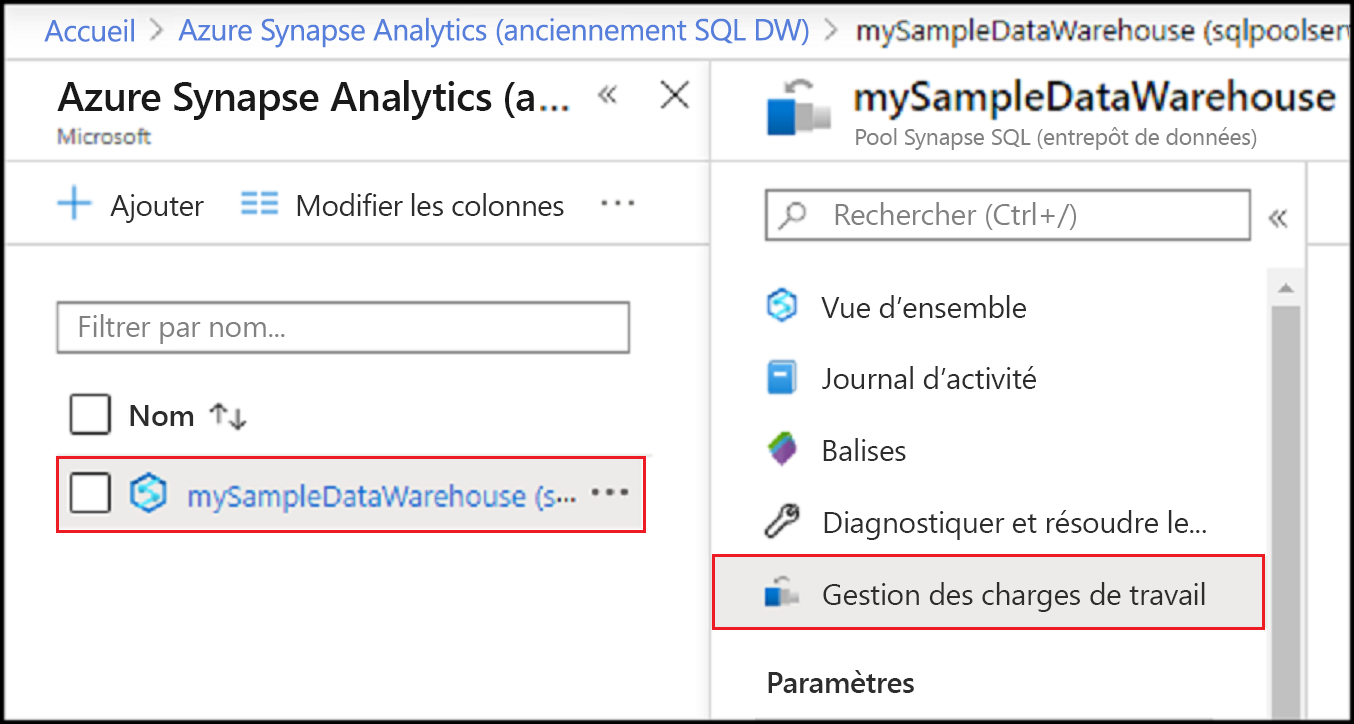 Accueil > Azure Synapse Analytics (anciennement SQL DW) > mySampleDataWarehouse (sqlpoolser
Azure Synapse Analytics (a...
Microsoft
Ajouter
Modifier les colonnes
Filtrer par nom...
Nom
mySampleDataWarehouse (s...
mySampleDataWarehouse
Pool Synapse SQL (entrepôt de données)
Rechercher (Ctrl+/)
Vue d’ensemble
Journal d’activité
Balises
Diagnostiquer et résoudre le...
Gestion des charges de travail
Paramètres